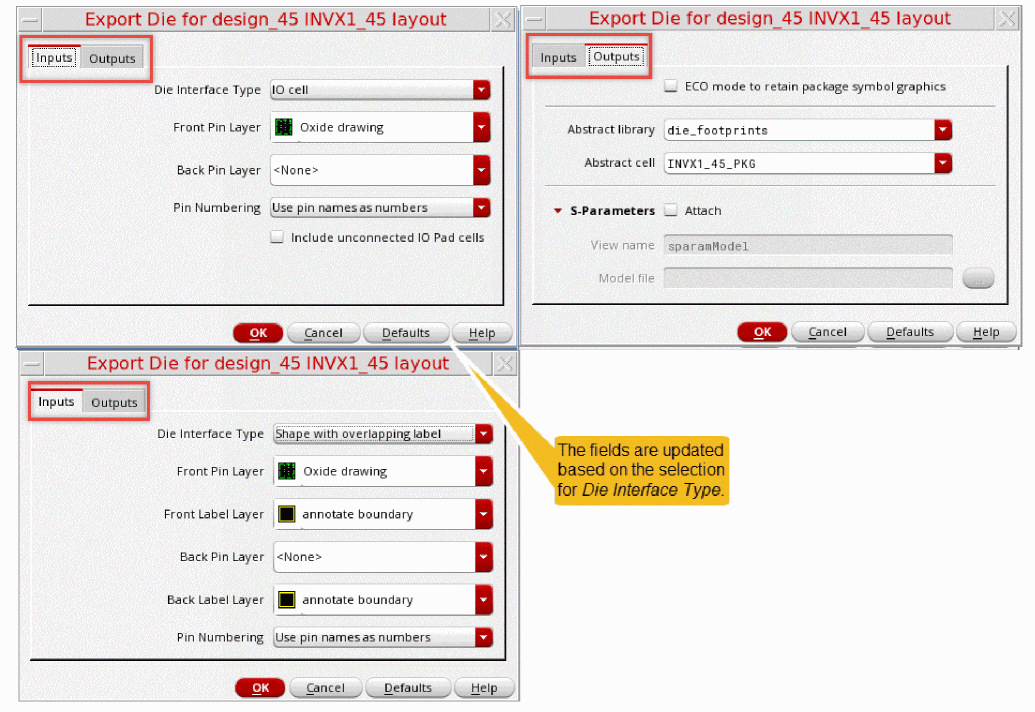 Export Die for design_45 INVX1_45 layout
Inputs Outputs
Die Interface Type IO cell
Front Pin Layer Oxide drawing
Back Pin Layer <None>
Pin Numbering Use pin names as numbers
Include unconnected IO Pad cells
OK Cancel Defaults Help
Export Die for design_45 INVX1_45 layout
Inputs Outputs
ECO mode to retain package symbol graphics
Abstract library die_footprints
Abstract cell INVX1_45_PKG
S-Parameters Attach
View name sparamModel
Model file ...
OK Cancel Defaults Help
Export Die for design_45 INVX1_45 layout
Inputs Outputs
Die Interface Type Shape with overlapping label
Front Pin Layer Oxide drawing
Front Label Layer annotate boundary
Back Pin Layer <None>
Back Label Layer annotate boundary
Pin Numbering Use pin names as numbers
OK Cancel Defaults Help
The fields are updated
based on the selection
for Die Interface Type.